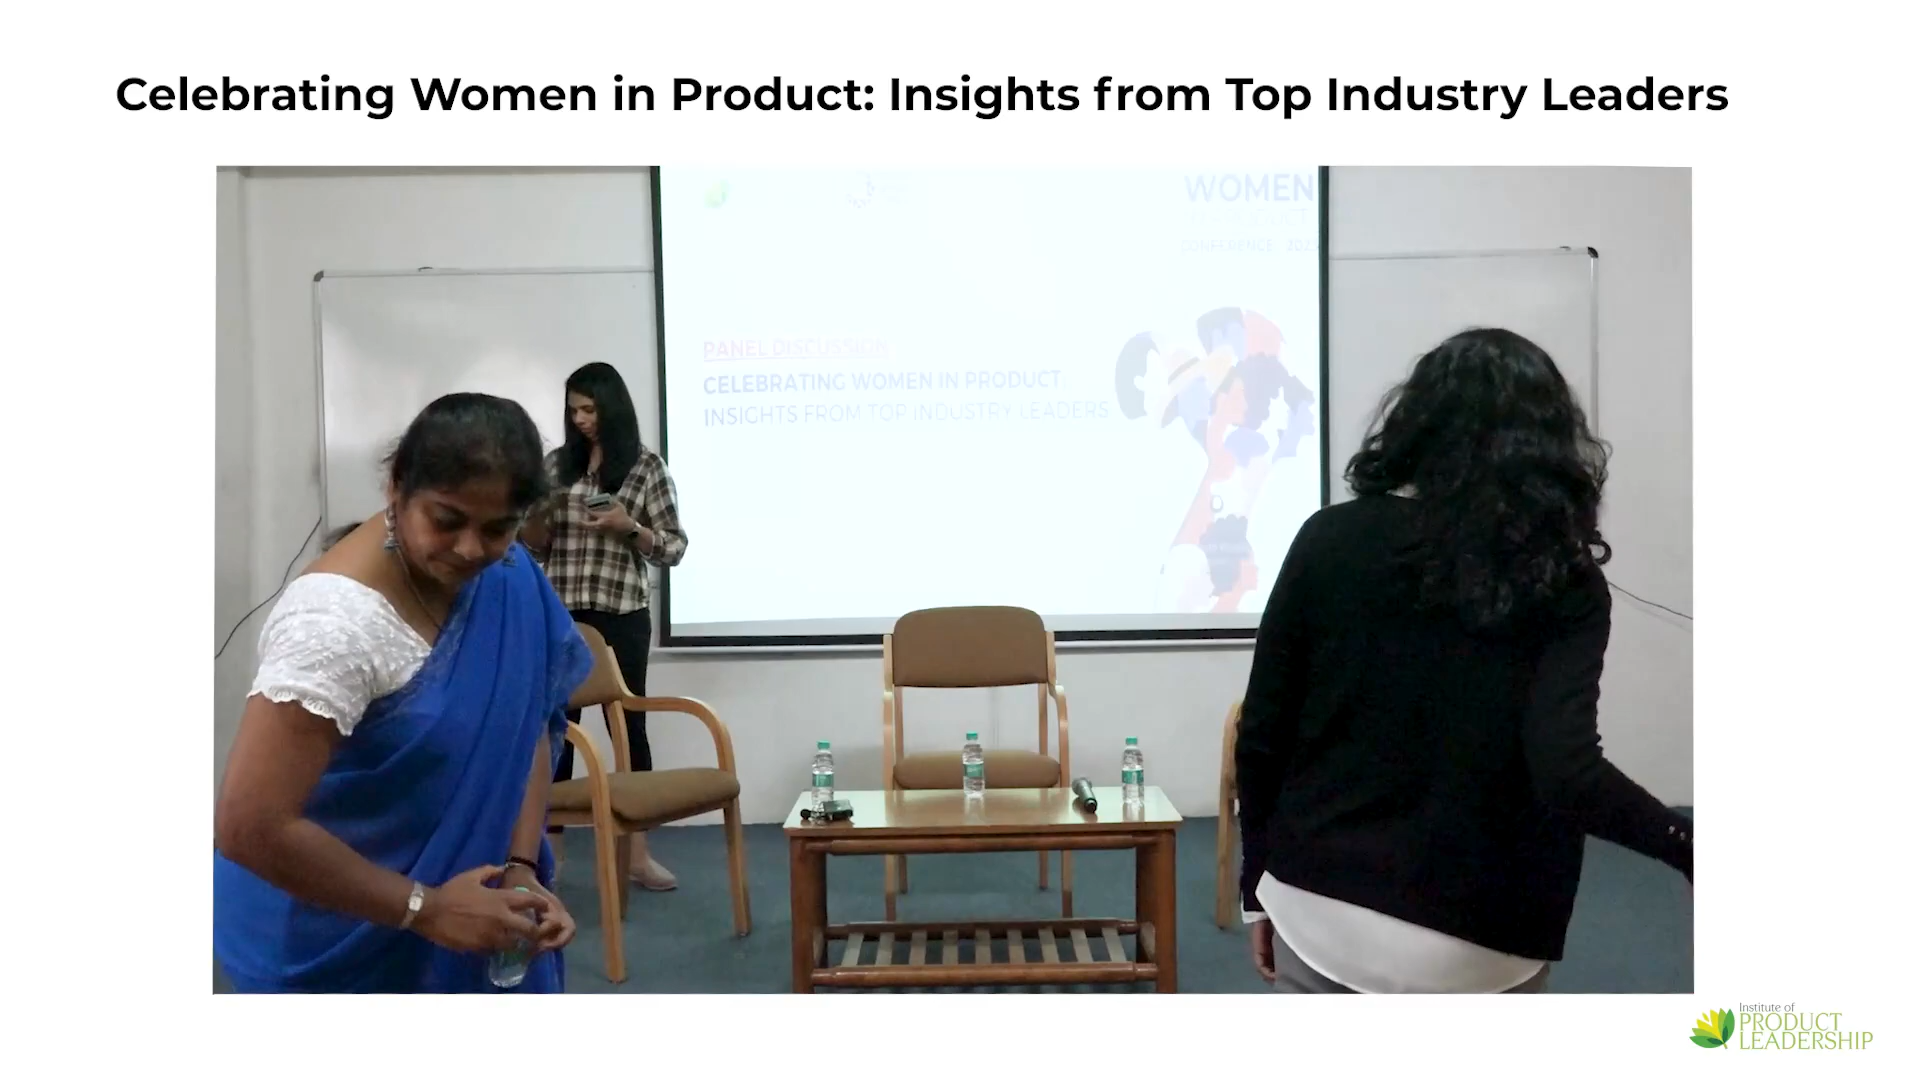 Celebrating Women in Product: Insights from Top Industry Leaders
WOMEN
IN PRODUCT
CONFERENCE
PANEL DISCUSSION
CELEBRATING WOMEN IN PRODUCT:
INSIGHTS FROM TOP INDUSTRY LEADERS
Institute of
PRODUCT
LEADERSHIP